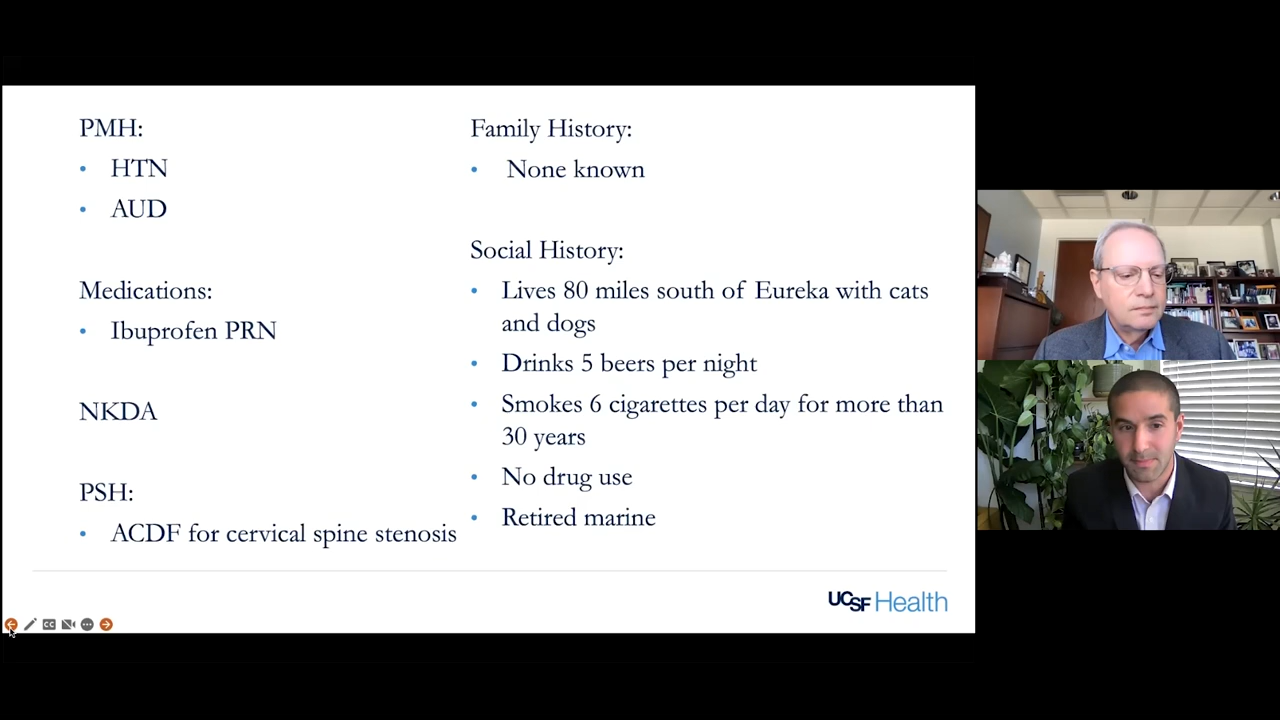 PMH:
• HTN
• AUD
Medications:
• Ibuprofen PRN
NKDA
PSH:
• ACDF for cervical spine stenosis
Family History:
• None known
Social History:
• Lives 80 miles south of Eureka with cats
and dogs
• Drinks 5 beers per night
• Smokes 6 cigarettes per day for more than
30 years
• No drug use
• Retired marine
UCSF Health
CC